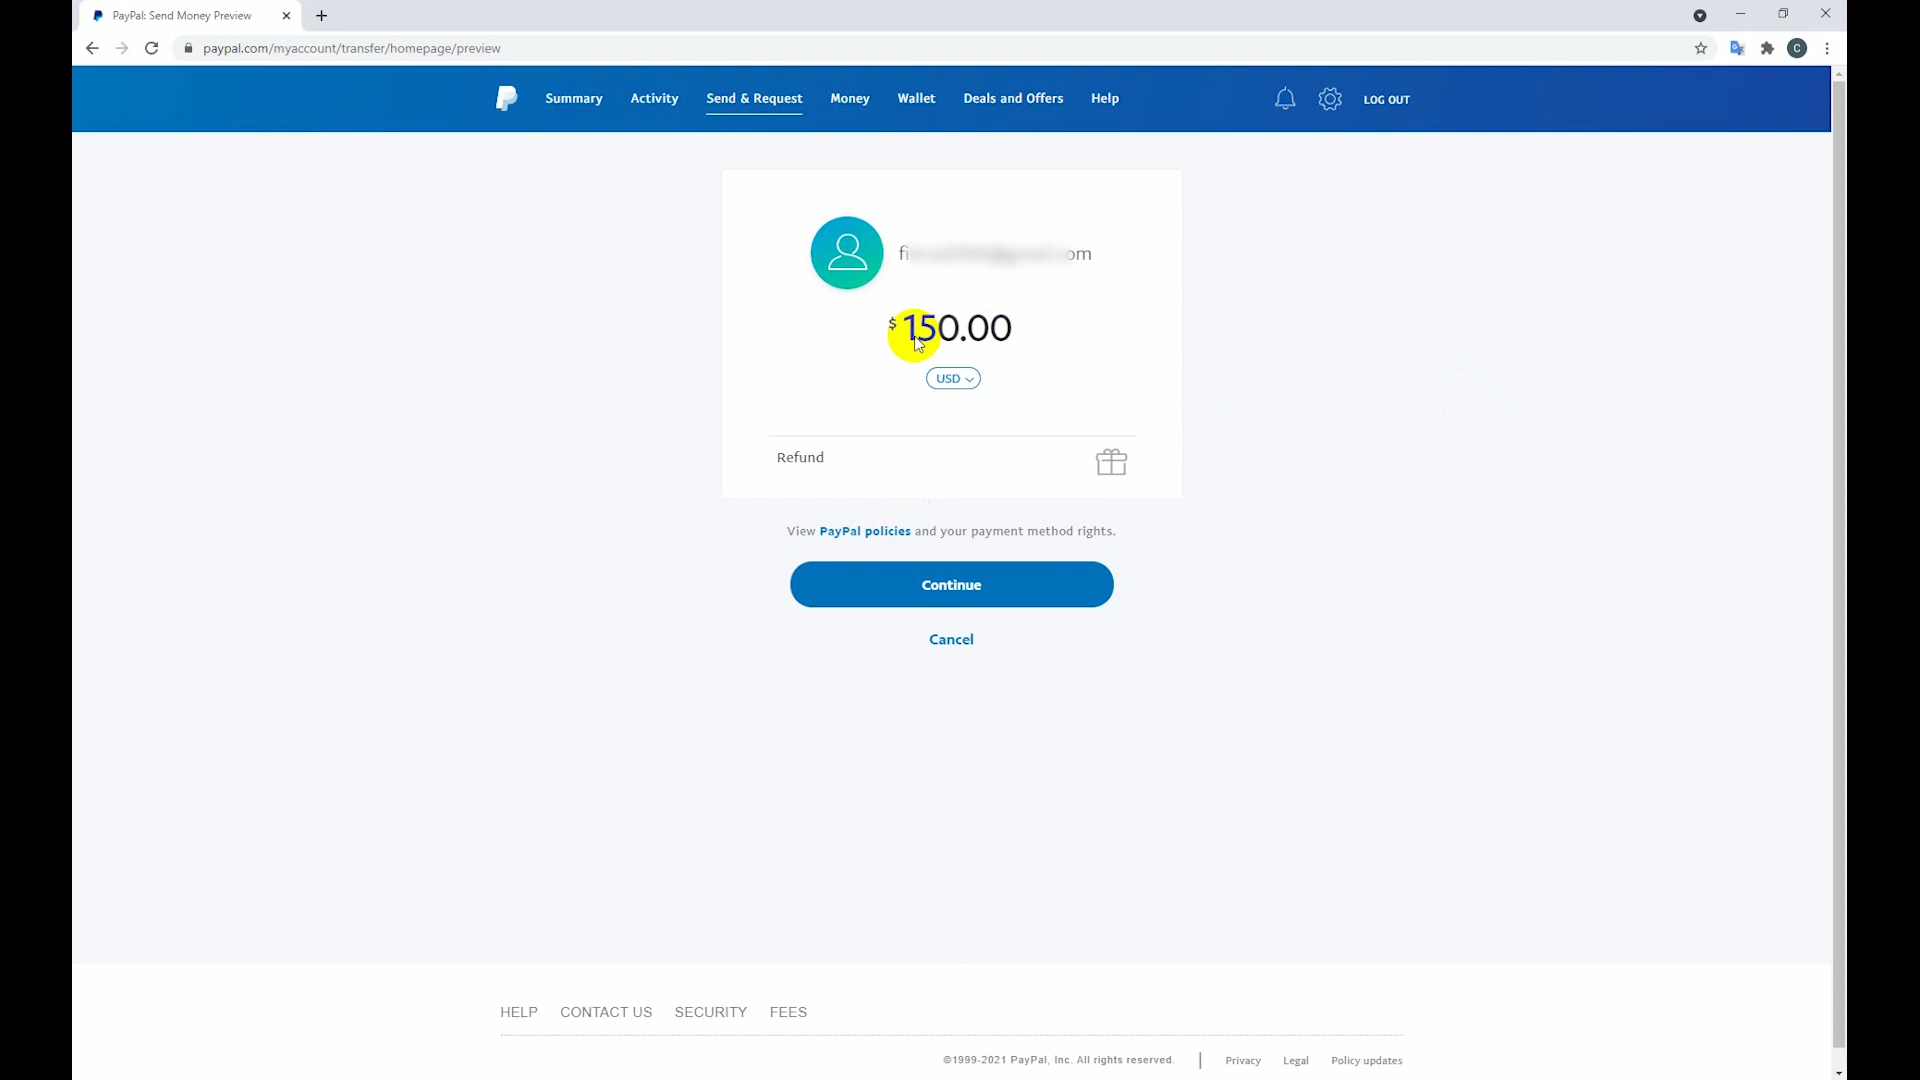 PayPal: Send Money Preview
paypal.com/myaccount/transfer/homepage/preview
C
Summary Activity Send & Request Money Wallet Deals and Offers Help LOG OUT
$150.00
USD
Refund
View PayPal policies and your payment method rights.
Continue
Cancel
HELP CONTACT US SECURITY FEES
©1999-2021 PayPal, Inc. All rights reserved. | Privacy Legal Policy updates